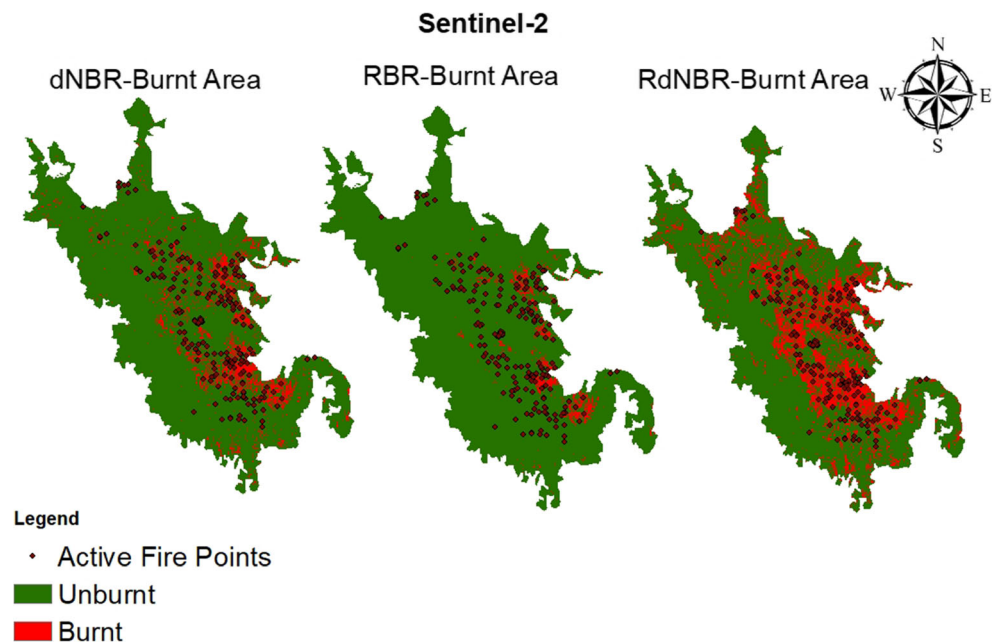 Sentinel-2
dNBR-Burnt Area
RBR-Burnt Area
RdNBR-Burnt Area
N
W
E
S
Legend
Active Fire Points
Unburnt
Burnt